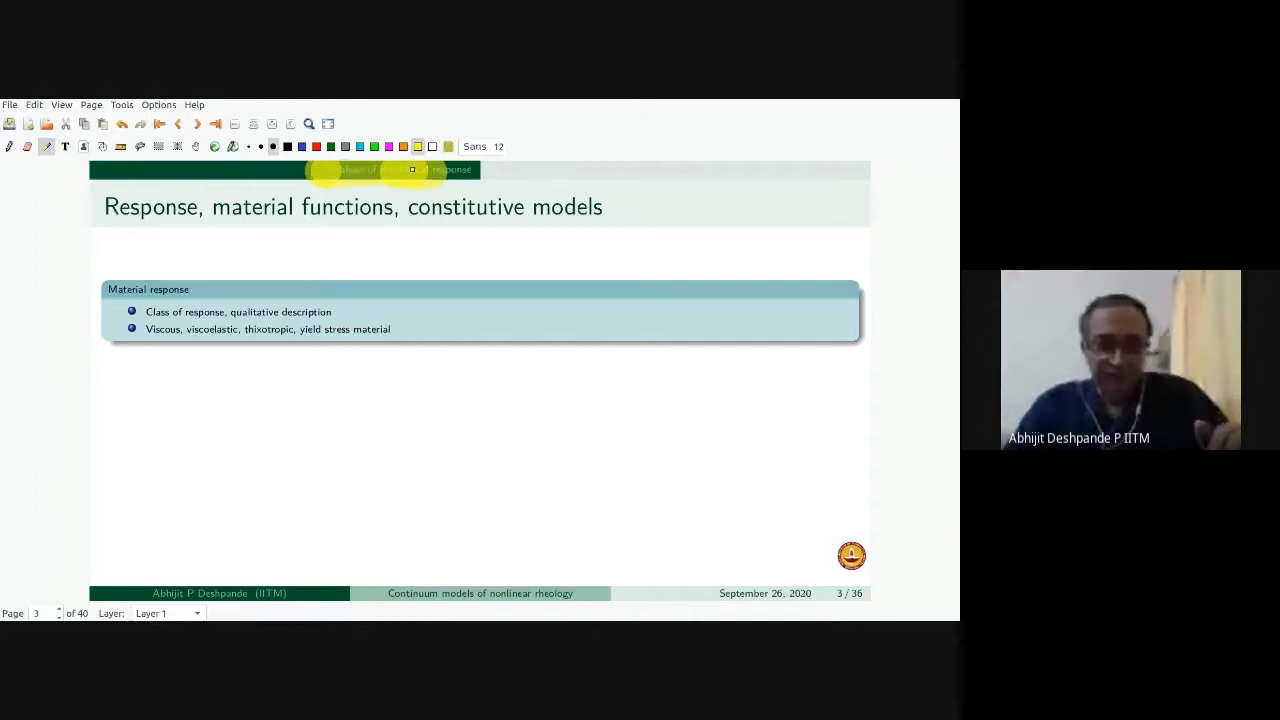 File Edit View Page Tools Options Help
Sans 12
response
Response, material functions, constitutive models
Material response
Class of response, qualitative description
Viscous, viscoelastic, thixotropic, yield stress material
Abhijit Deshpande P IITM
Abhijit P Deshpande (IITM) Continuum models of nonlinear rheology September 26, 2020 3 / 36
Page 3 of 40 Layer: Layer 1